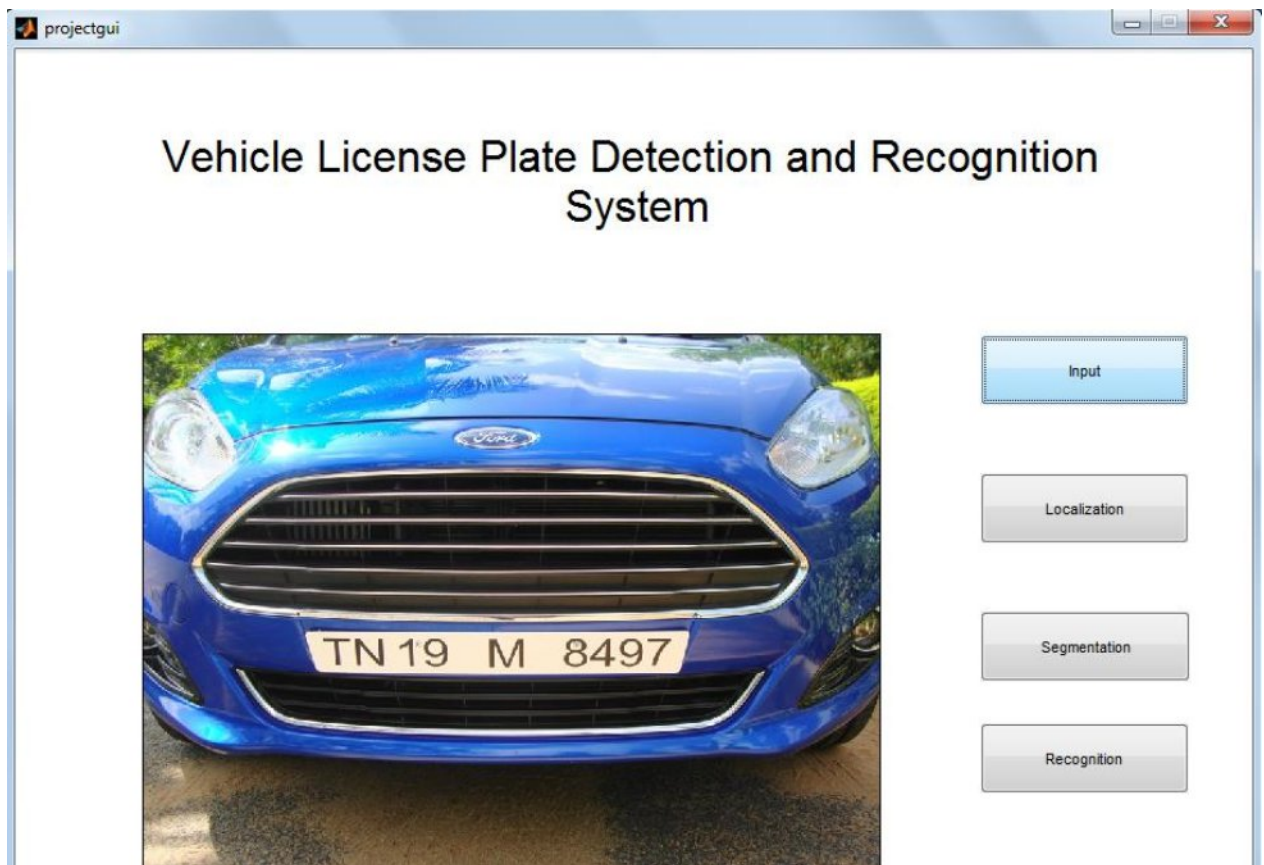 projectgui
Vehicle License Plate Detection and Recognition
System
Input
Ford
Localization
TN 19 M 8497
Segmentation
Recognition